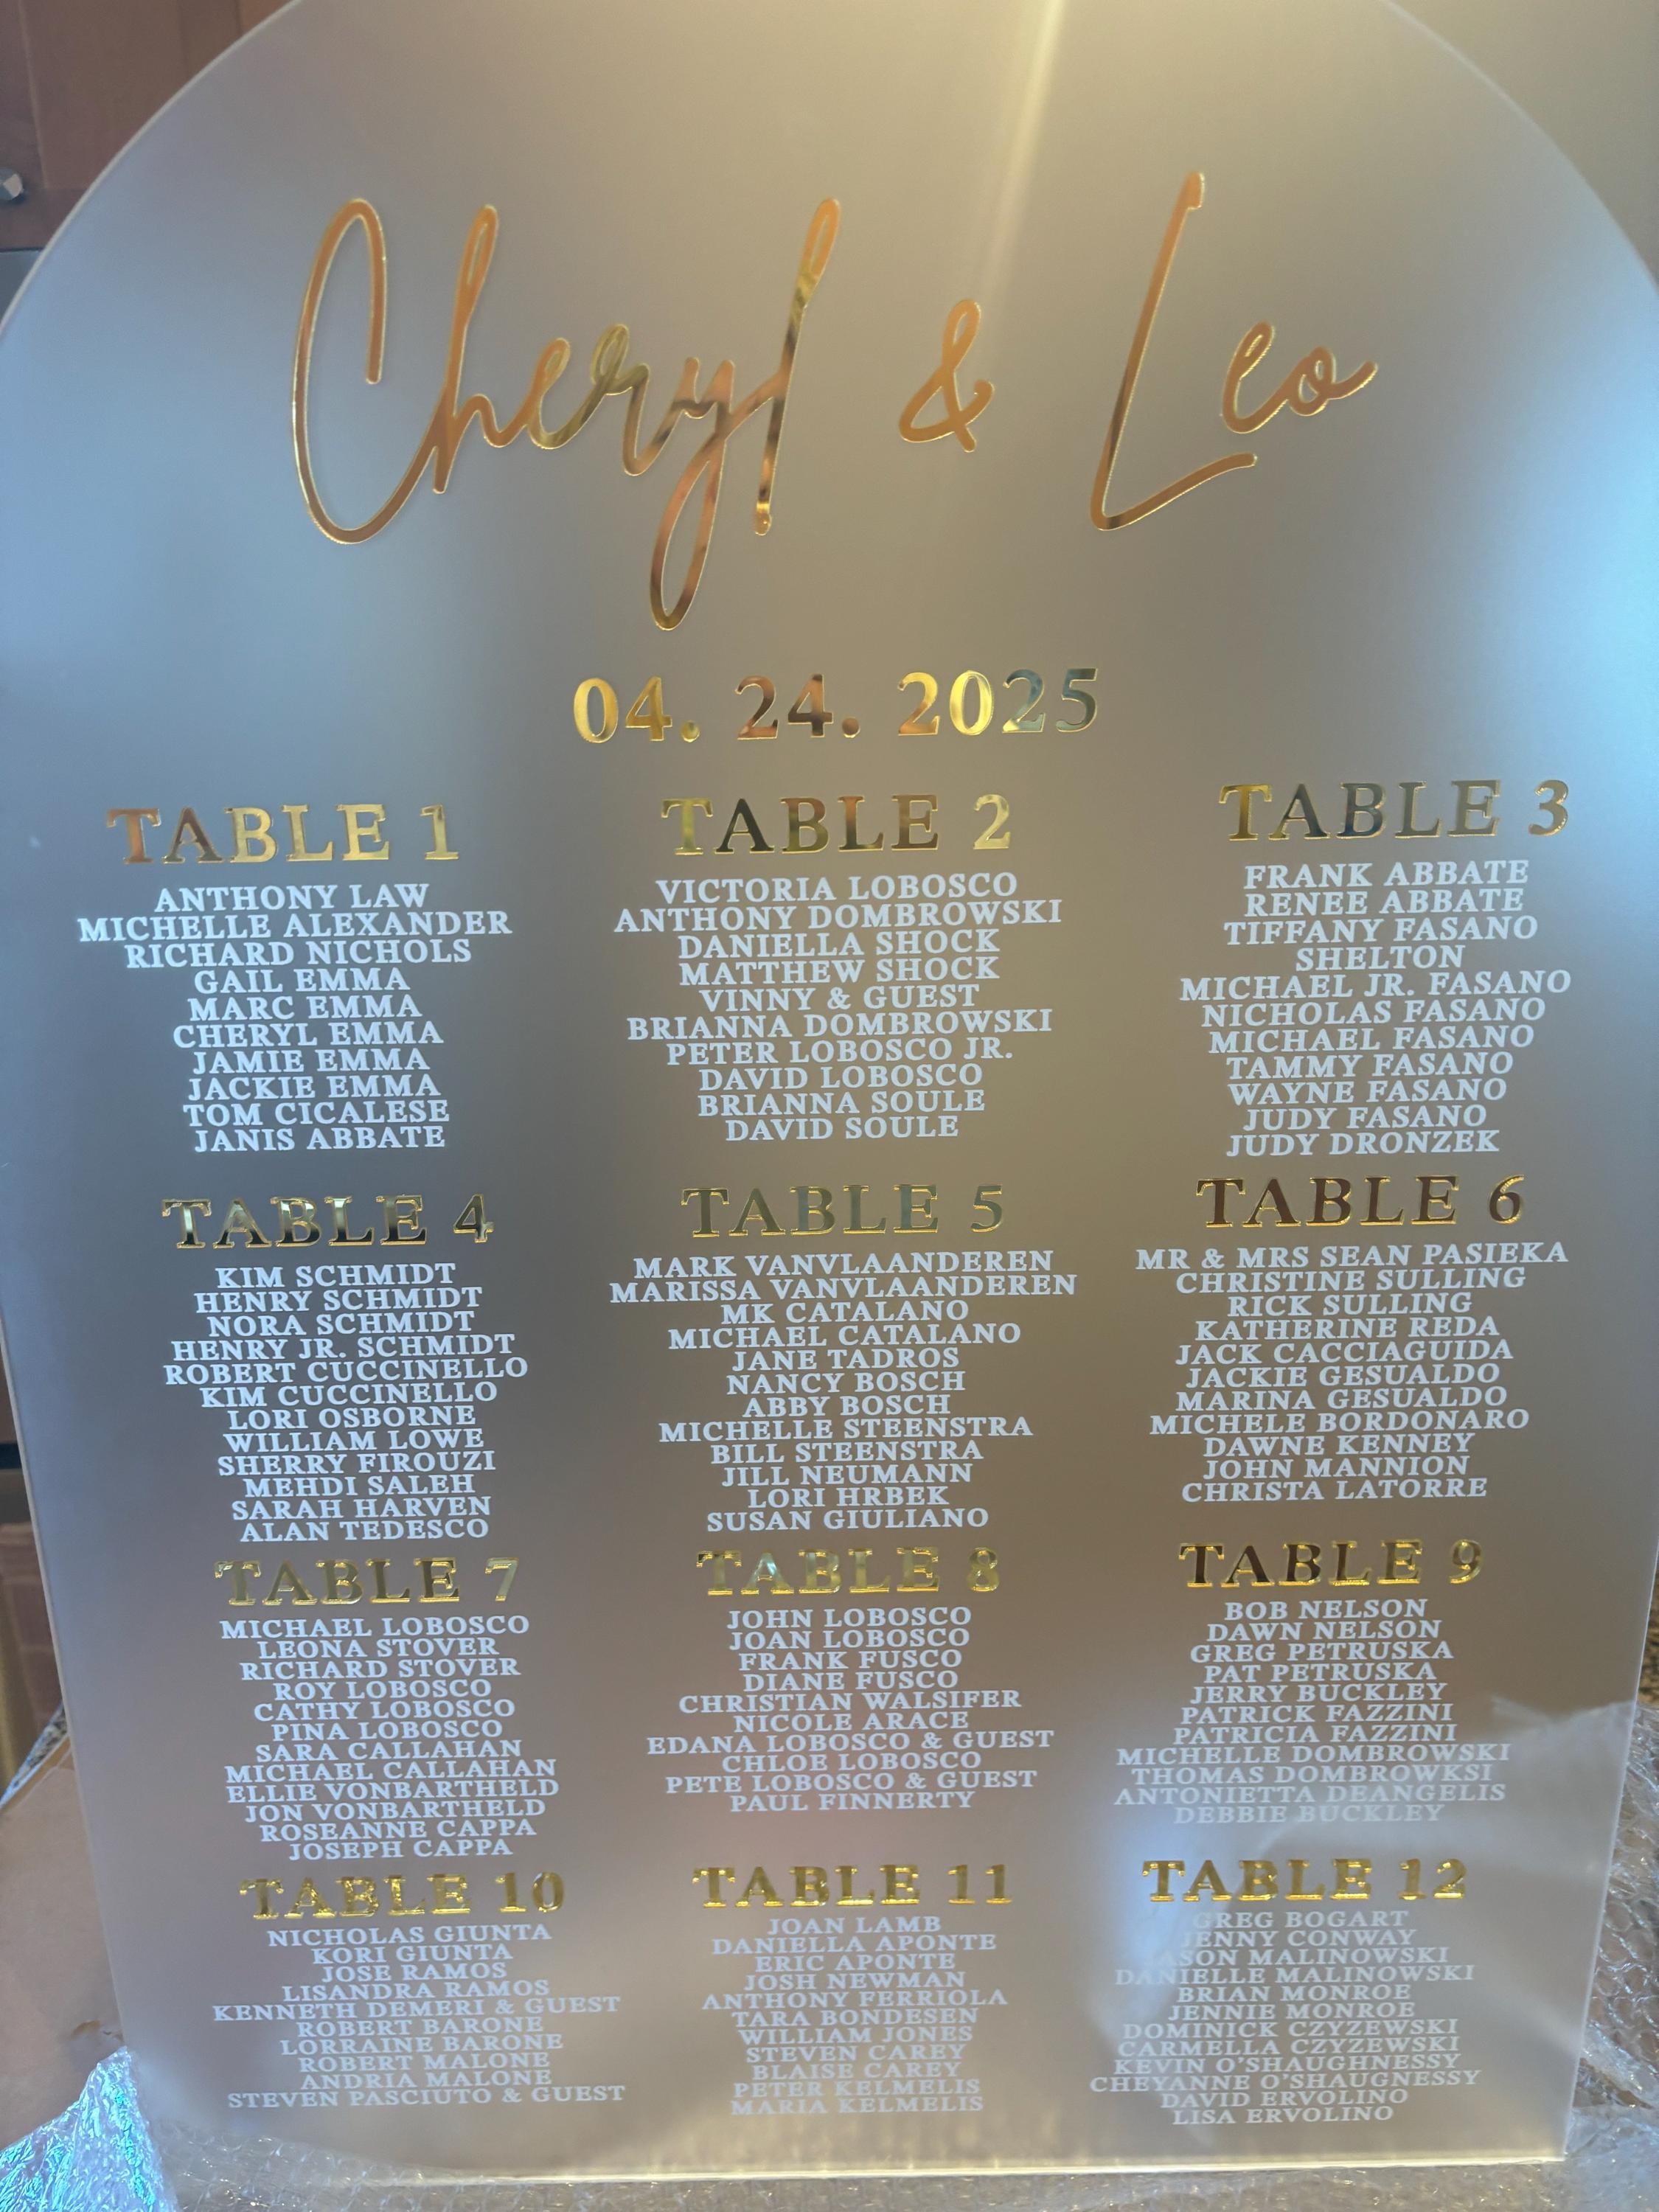 Cheryl & Leo
04. 24. 2025
TABLE 1
ANTHONY LAW
MICHELLE ALEXANDER
RICHARD NICHOLS
GAIL EMMA
MARC EMMA
CHERYL EMMA
JAMIE EMMA
JACKIE EMMA
TOM CICALESE
JANIS ABBATE
TABLE 2
VICTORIA LOBOSCO
ANTHONY DOMBROWSKI
DANIELLA SHOCK
MATTHEW SHOCK
VINNY & GUEST
BRIANNA DOMBROWSKI
PETER LOBOSCO JR.
DAVID LOBOSCO
BRIANNA SOULE
DAVID SOULE
TABLE 3
FRANK ABBATE
RENEE ABBATE
TIFFANY FASANO
SHELTON
MICHAEL JR. FASANO
NICHOLAS FASANO
MICHAEL FASANO
TAMMY FASANO
WAYNE FASANO
JUDY FASANO
JUDY DRONZEK
TABLE 4
KIM SCHMIDT
HENRY SCHMIDT
NORA SCHMIDT
HENRY JR. SCHMIDT
ROBERT CUCCINELLO
KIM CUCCINELLO
LORI OSBORNE
WILLIAM LOWE
SHERRY FIROUZI
MEHDI SALEH
SARAH HARVEN
ALAN TEDESCO
TABLE 5
MARK VANVLAANDEREN
MARISSA VANVLAANDEREN
MK CATALANO
MICHAEL CATALANO
JANE TADROS
NANCY BOSCH
ABBY BOSCH
MICHELLE STEENSTRA
BILL STEENSTRA
JILL NEUMANN
LORI HRBEK
SUSAN GIULIANO
TABLE 6
MR & MRS SEAN PASIEKA
CHRISTINE SULLING
RICK SULLING
KATHERINE REDA
JACK CACCIAGUIDA
JACKIE GESUALDO
MARINA GESUALDO
MICHELE BORDONARO
DAWNE KENNEY
JOHN MANNION
CHRISTA LATORRE
TABLE 7
MICHAEL LOBOSCO
LEONA STOVER
RICHARD STOVER
ROY LOBOSCO
CATHY LOBOSCO
PINA LOBOSCO
SARA CALLAHAN
MICHAEL CALLAHAN
ELLIE VONBARTHELD
JON VONBARTHELD
ROSEANNE CAPPA
JOSEPH CAPPA
TABLE 8
JOHN LOBOSCO
JOAN LOBOSCO
FRANK FUSCO
DIANE FUSCO
CHRISTIAN WALSIFER
NICOLE ARACE
EDANA LOBOSCO & GUEST
CHLOE LOBOSCO
PETE LOBOSCO & GUEST
PAUL FINNERTY
TABLE 9
BOB NELSON
DAWN NELSON
GREG PETRUSKA
PAT PETRUSKA
JERRY BUCKLEY
PATRICK FAZZINI
PATRICIA FAZZINI
MICHELLE DOMBROWSKI
THOMAS DOMBROWKSI
ANTONIETTA DEANGELIS
DEBBIE BUCKLEY
TABLE 10
NICHOLAS GIUNTA
KORI GIUNTA
JOSE RAMOS
LISANDRA RAMOS
KENNETH DEMERI & GUEST
ROBERT BARONE
LORRAINE BARONE
ROBERT MALONE
ANDRIA MALONE
STEVEN PASCIUTO & GUEST
TABLE 11
JOAN LAMB
DANIELLA APONTE
ERIC APONTE
JOSH NEWMAN
ANTHONY FERRIOLA
TARA BONDESEN
WILLIAM JONES
STEVEN CAREY
BLAISE CAREY
PETER KELMELIS
MARIA KELMELIS
TABLE 12
GREG BOGART
JENNY CONWAY
JASON MALINOWSKI
DANIELLE MALINOWSKI
BRIAN MONROE
JENNIE MONROE
DOMINICK CZYZEWSKI
CARMELLA CZYZEWSKI
KEVIN O'SHAUGHNESSY
CHEYANNE O'SHAUGNESSY
DAVID ERVOLINO
LISA ERVOLINO